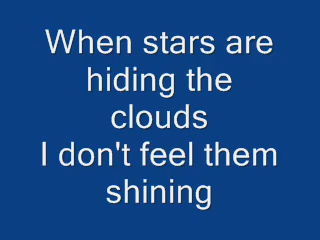 When stars are
hiding the
clouds
I don't feel them
shining